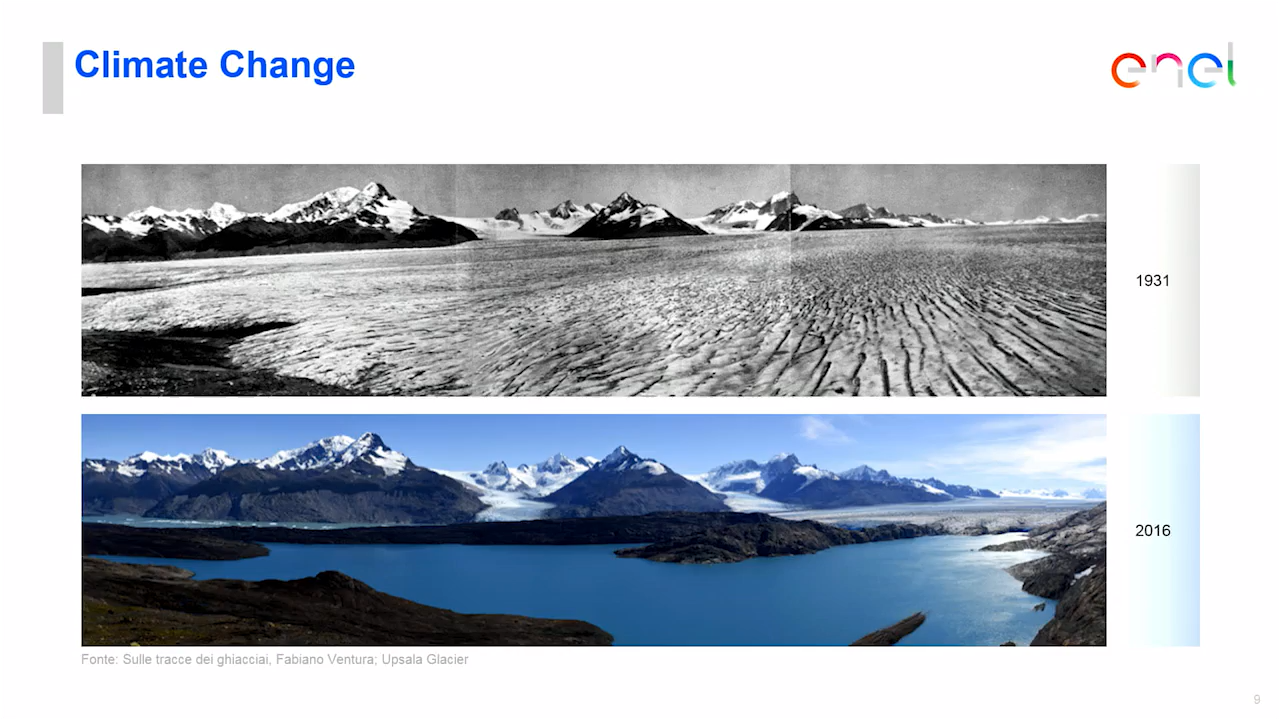 Climate Change
enel
1931
2016
Fonte: Sulle tracce dei ghiacciai, Fabiano Ventura; Upsala Glacier
9